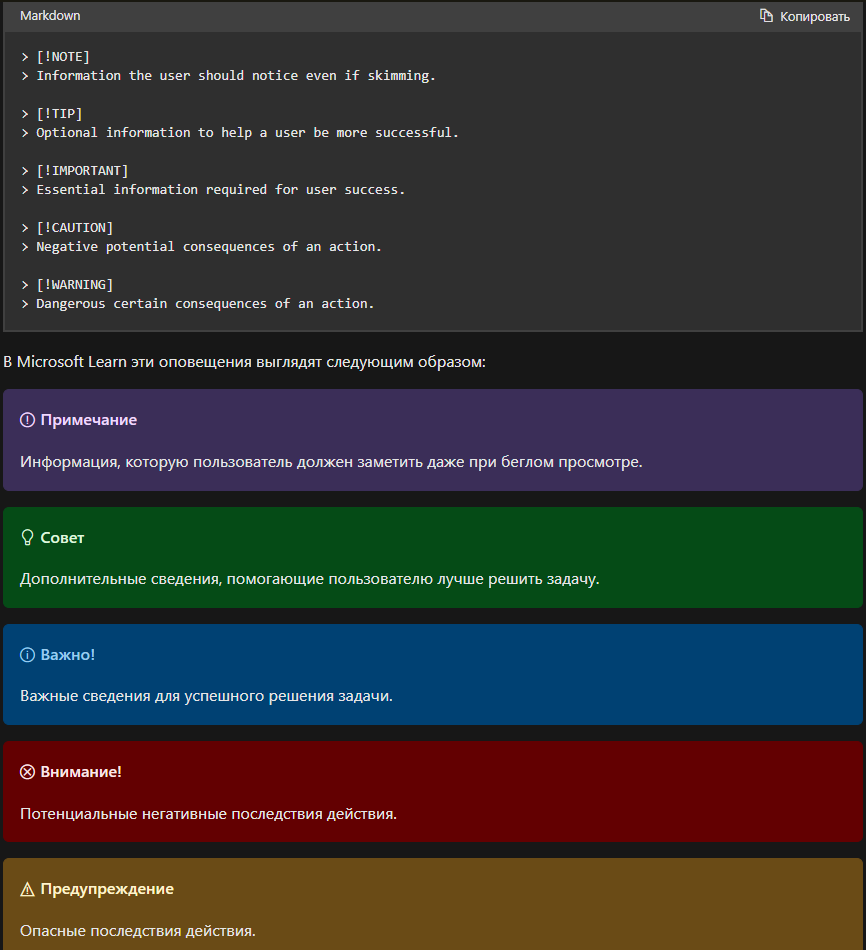 Markdown
Копировать
> [!NOTE]
> Information the user should notice even if skimming.
> [!TIP]
> Optional information to help a user be more successful.
> [!IMPORTANT]
> Essential information required for user success.
> [!CAUTION]
> Negative potential consequences of an action.
> [!WARNING]
> Dangerous certain consequences of an action.
В Microsoft Learn эти оповещения выглядят следующим образом:
Примечание
Информация, которую пользователь должен заметить даже при беглом просмотре.
Совет
Дополнительные сведения, помогающие пользователю лучше решить задачу.
Важно!
Важные сведения для успешного решения задачи.
Внимание!
Потенциальные негативные последствия действия.
Предупреждение
Опасные последствия действия.